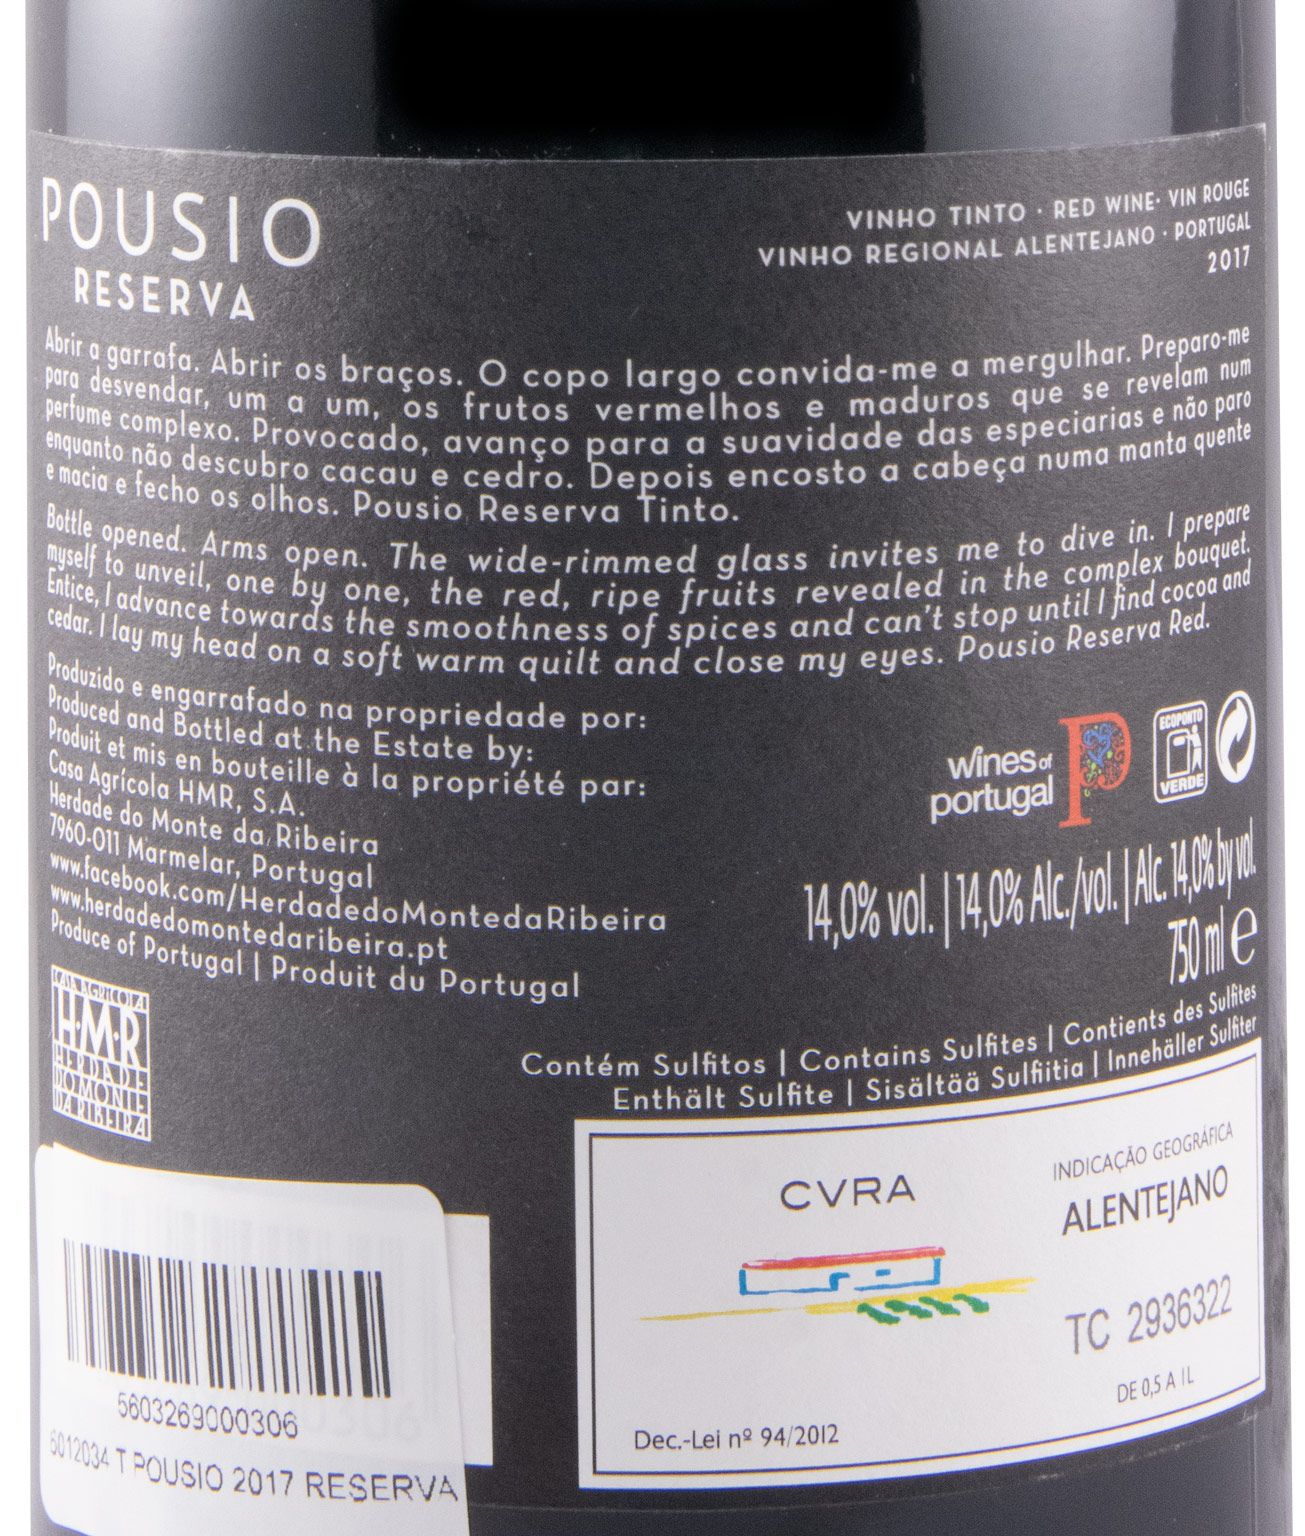 POUSIO
RESERVA
VINHO TINTO · RED WINE· VIN ROUGE
VINHO REGIONAL ALENTEJANO · PORTUGAL
2017
Abrir a garrafa. Abrir os braços. O copo largo convida-me a mergulhar. Preparo-me
para desvendar, um a um, os frutos vermelhos e maduros que se revelam num
perfume complexo. Provocado, avanço para a suavidade das especiarias e não paro
enquanto não descubro cacau e cedro. Depois encosto a cabeça numa manta quente
e macia e fecho os olhos. Pousio Reserva Tinto.
Bottle opened. Arms open. The wide-rimmed glass invites me to dive in. I prepare
myself to unveil, one by one, the red, ripe fruits revealed in the complex bouquet.
Entice, I advance towards the smoothness of spices and can't stop until I find cocoa and
cedar. I lay my head on a soft warm quilt and close my eyes. Pousio Reserva Red.
Produzido e engarrafado na propriedade por:
Produced and Bottled at the Estate by:
Produit et mis en bouteille à la propriété par:
Casa Agrícola HMR, S.A.
Herdade do Monte da Ribeira
7960-011 Marmelar, Portugal
www.facebook.com/HerdadedoMontedaRibeira
www.herdadedomontedaribeira.pt
Produce of Portugal | Produit du Portugal
wines of
portugal
P
ECOPONTO
VERDE
14,0% vol. | 14,0% Alc./vol. | Alc. 14,0% by vol.
750 ml e
CASA AGRÍCOLA
H·M·R
HERDADE
DO MONTE
DA RIBEIRA
Contém Sulfitos | Contains Sulfites | Contients des Sulfites
Enthält Sulfite | Sisältää Sulfiitia | Innehäller Sulfiter
CVRA
INDICAÇÃO GEOGRÁFICA
ALENTEJANO
TC 2936322
DE 0,5 A 1L
Dec.-Lei nº 94/2012
5603269000306
6012034 T POUSIO 2017 RESERVA